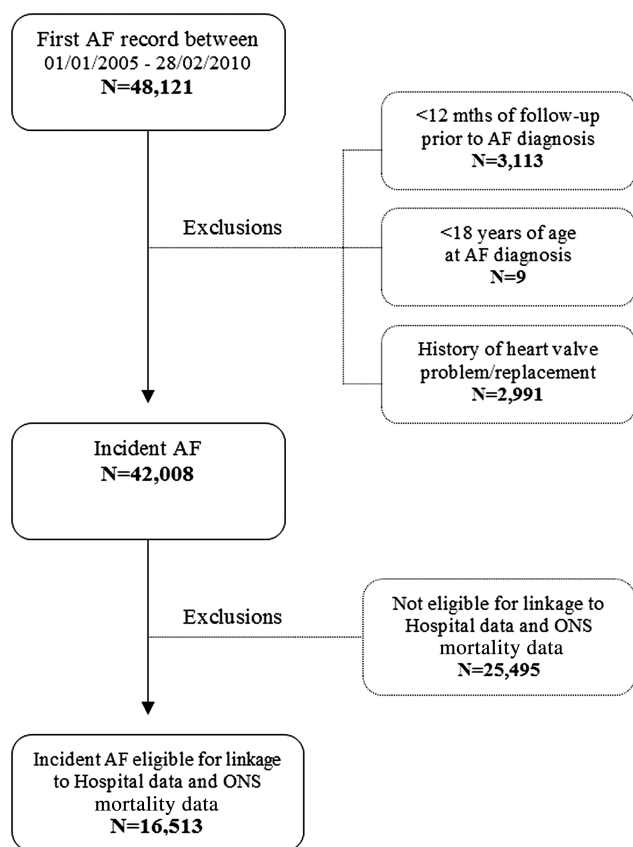 First AF record between
01/01/2005 - 28/02/2010
N=48,121
<12 mths of follow-up
prior to AF diagnosis
N=3,113
Exclusions
<18 years of age
at AF diagnosis
N=9
History of heart valve
problem/replacement
N=2,991
Incident AF
N=42,008
Exclusions
Not eligible for linkage to
Hospital data and ONS
mortality data
N=25,495
Incident AF eligible for linkage
to Hospital data and ONS
mortality data
N=16,513